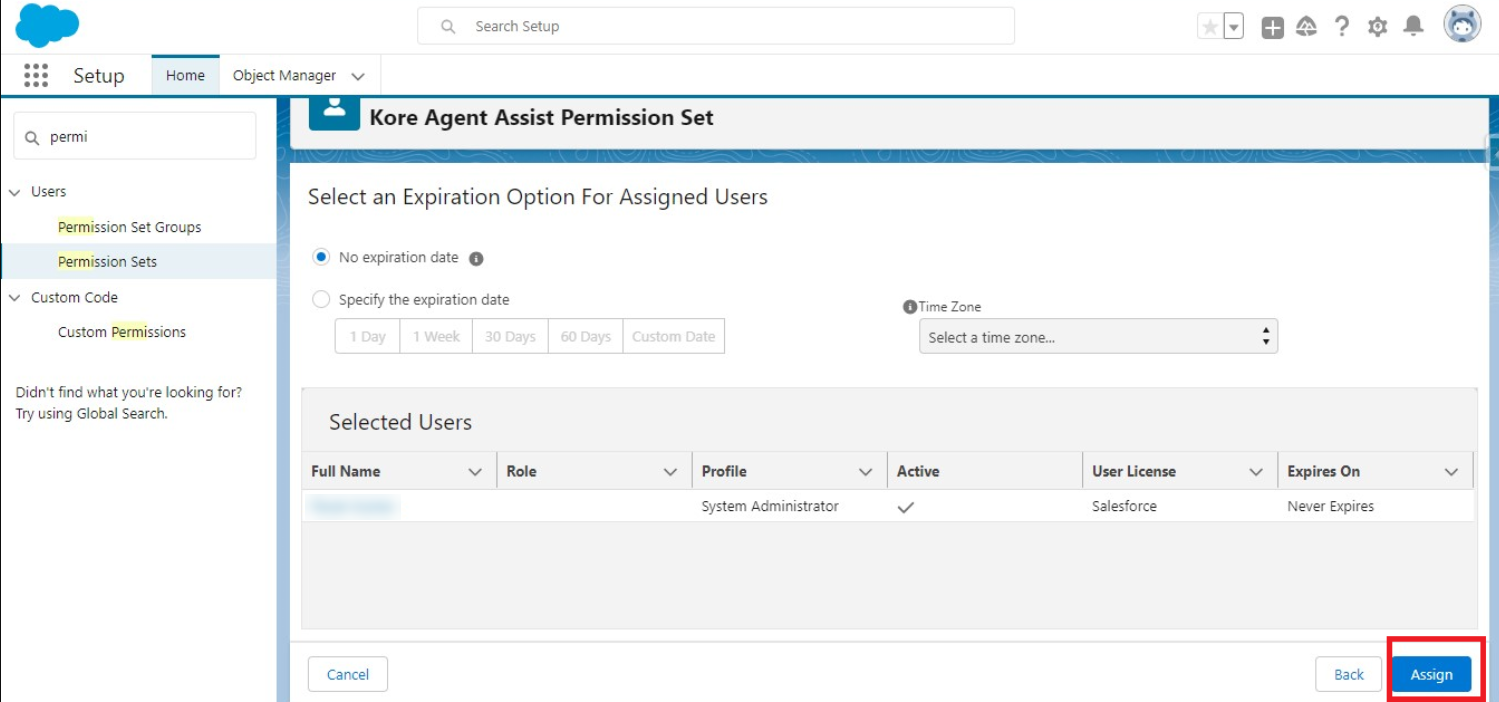 Search Setup
Setup
Home
Object Manager
permi
Users
Permission Set Groups
Permission Sets
Custom Code
Custom Permissions
Didn't find what you're looking for?
Try using Global Search.
Kore Agent Assist Permission Set
Select an Expiration Option For Assigned Users
No expiration date
Specify the expiration date
1 Day 1 Week 30 Days 60 Days Custom Date
Time Zone
Select a time zone...
Selected Users
Full Name Role Profile Active User License Expires On
System Administrator Salesforce Never Expires
Cancel Back Assign